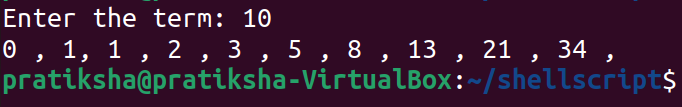 Enter the term: 10
0 , 1, 1 , 2 , 3 , 5 , 8 , 13 , 21 , 34 ,
pratiksha@pratiksha-VirtualBox:~/shellscript$